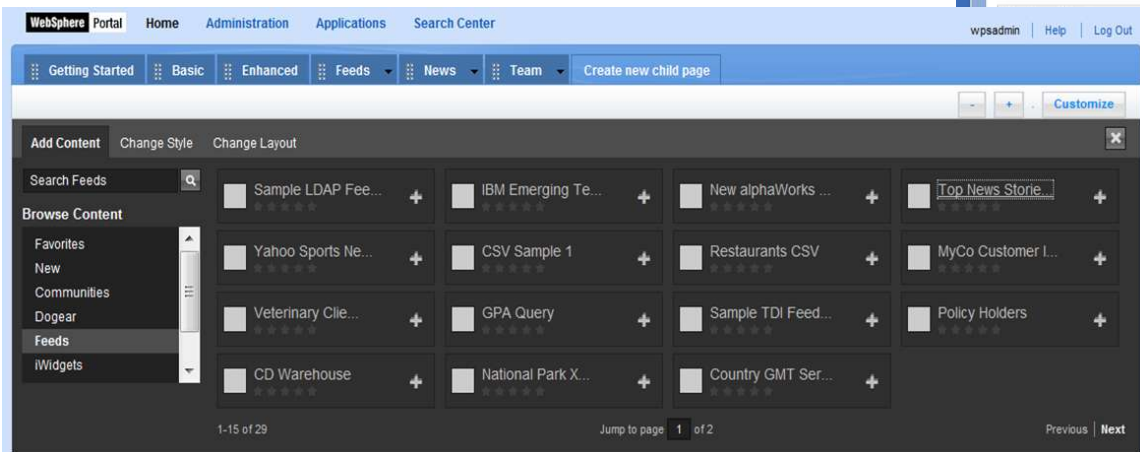 WebSphere Portal Home Administration Applications Search Center wpsadmin | Help | Log Out
Getting Started Basic Enhanced Feeds News Team Create new child page
- + . Customize
Add Content Change Style Change Layout
Search Feeds
Browse Content
Favorites
New
Communities
Dogear
Feeds
iWidgets
Sample LDAP Fee... IBM Emerging Te... New alphaWorks ... Top News Storie...
Yahoo Sports Ne... CSV Sample 1 Restaurants CSV MyCo Customer I...
Veterinary Clie... GPA Query Sample TDI Feed... Policy Holders
CD Warehouse National Park X... Country GMT Ser...
1-15 of 29 Jump to page 1 of 2 Previous | Next